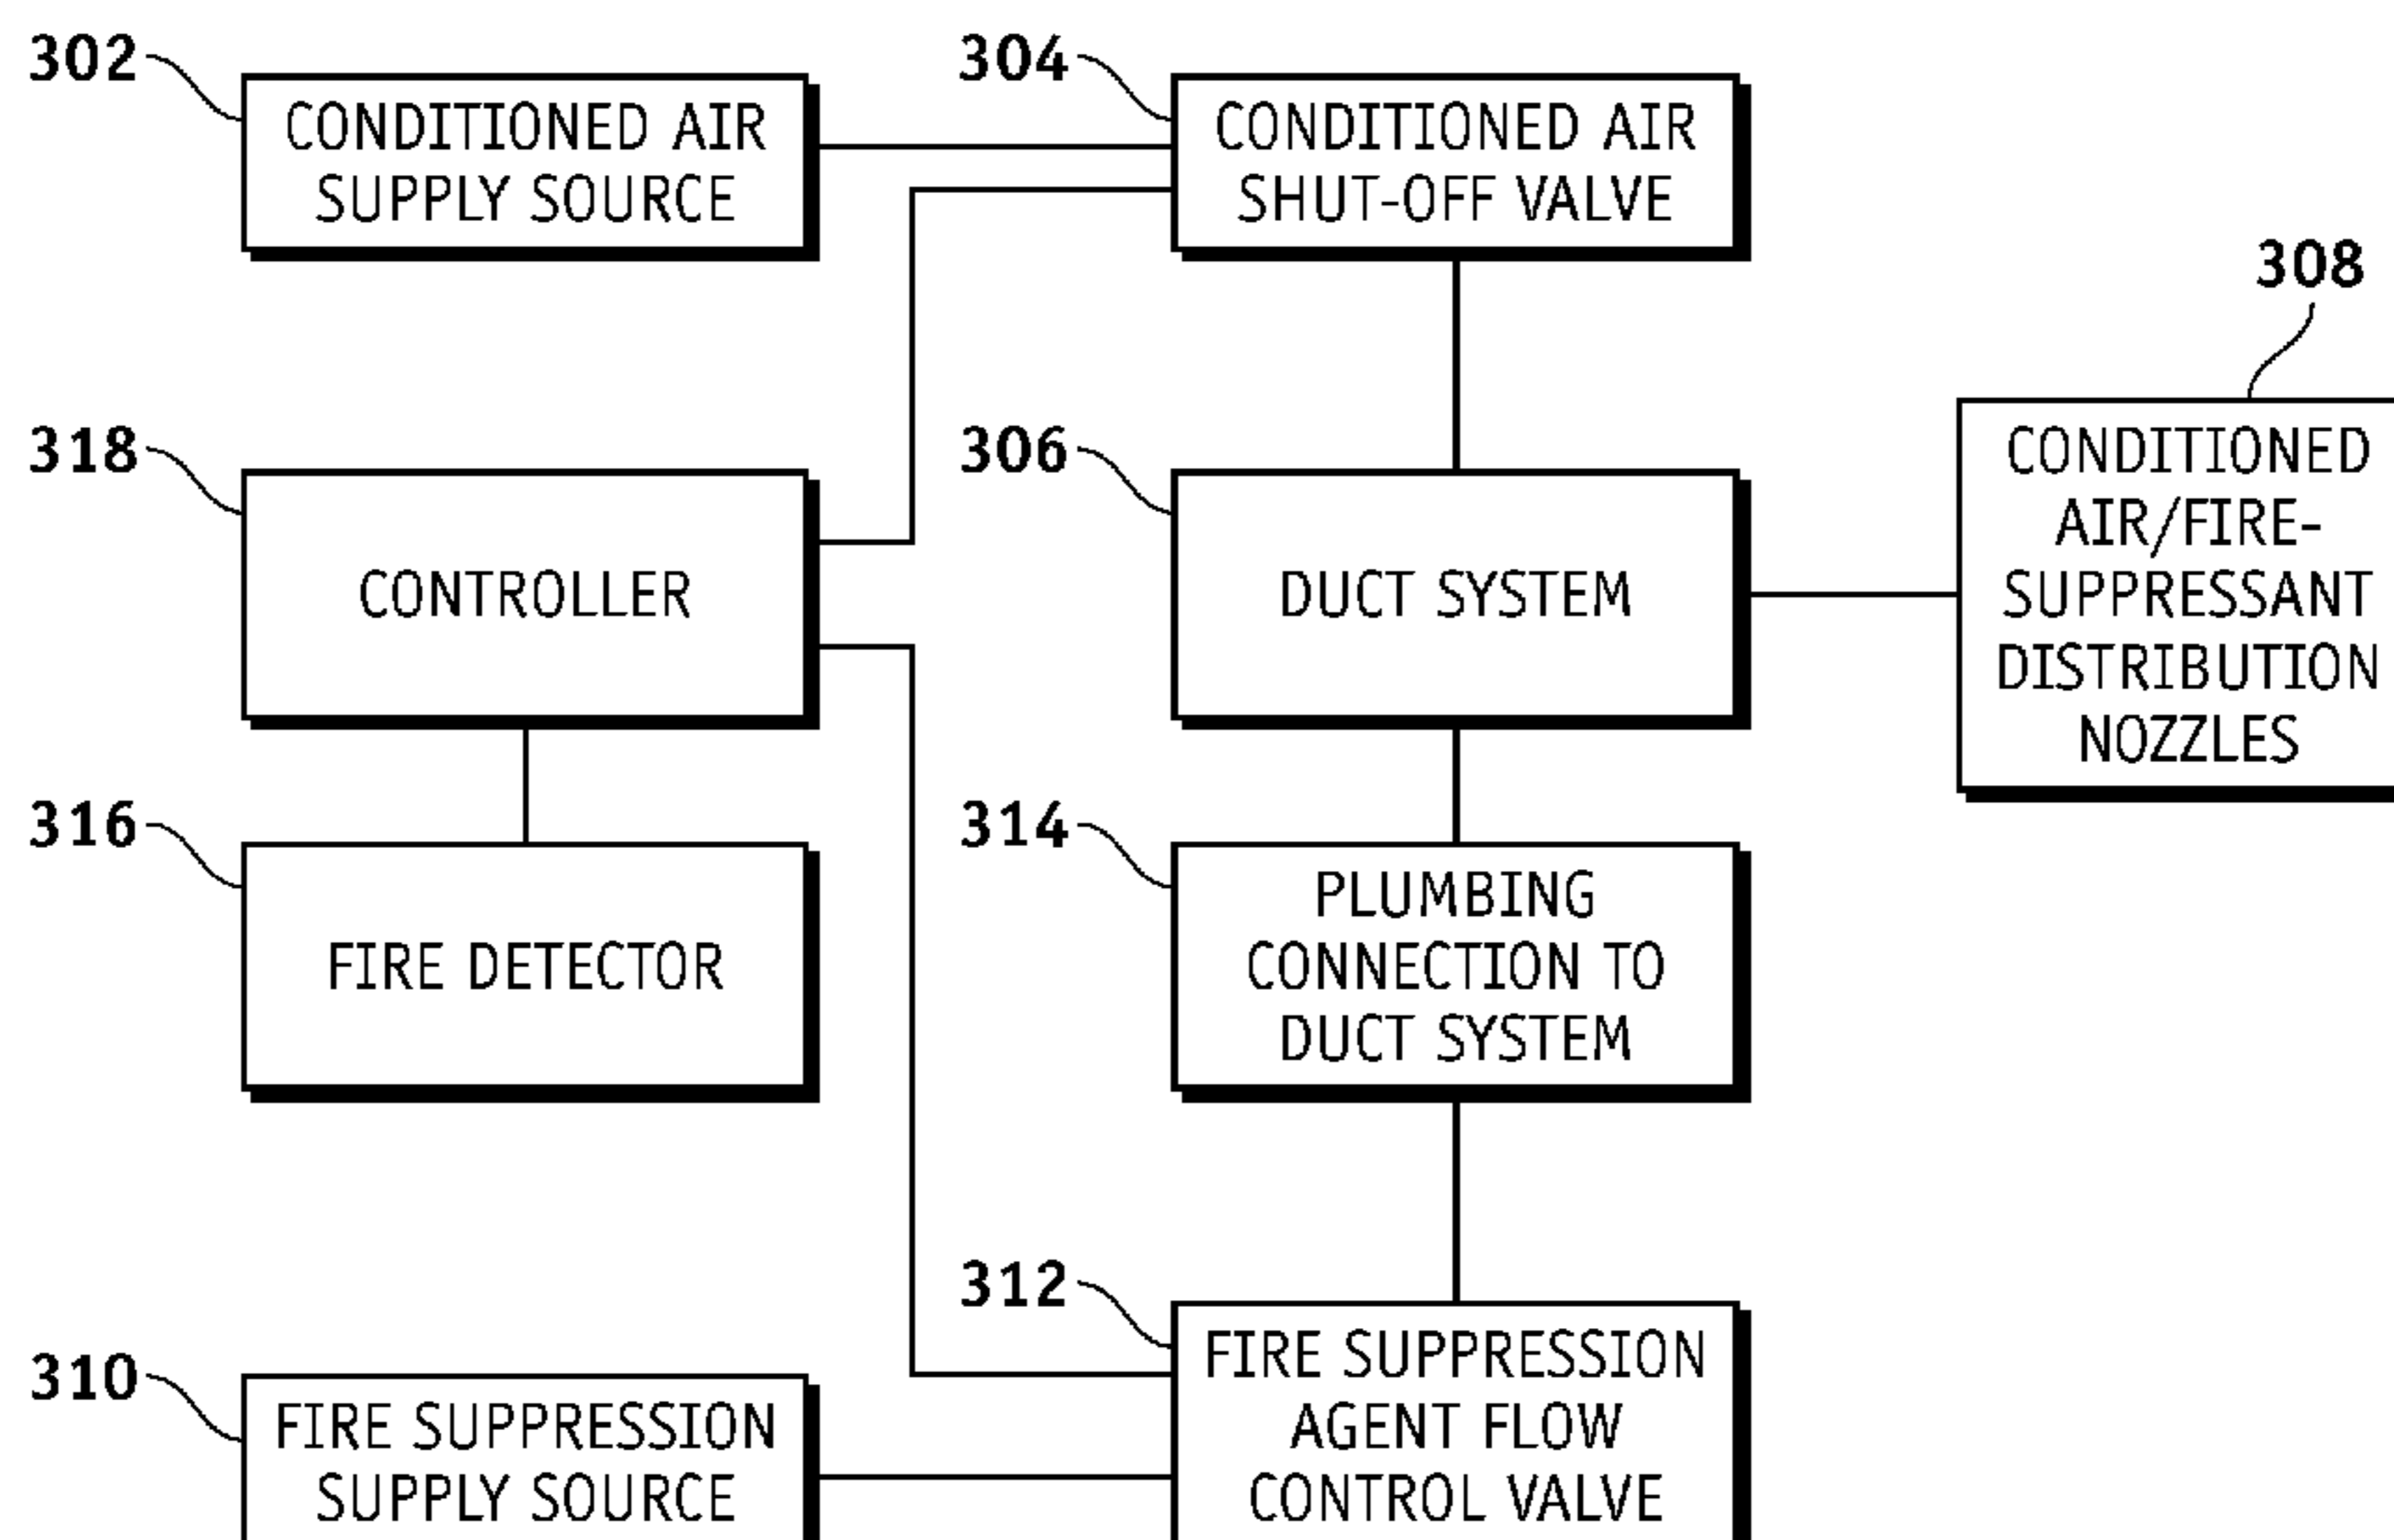 302
CONDITIONED AIR
SUPPLY SOURCE
304
CONDITIONED AIR
SHUT-OFF VALVE
308
CONDITIONED
AIR/FIRE-
SUPPRESSANT
DISTRIBUTION
NOZZLES
318
CONTROLLER
306
DUCT SYSTEM
316
FIRE DETECTOR
314
PLUMBING
CONNECTION TO
DUCT SYSTEM
312
FIRE SUPPRESSION
AGENT FLOW
CONTROL VALVE
310
FIRE SUPPRESSION
SUPPLY SOURCE